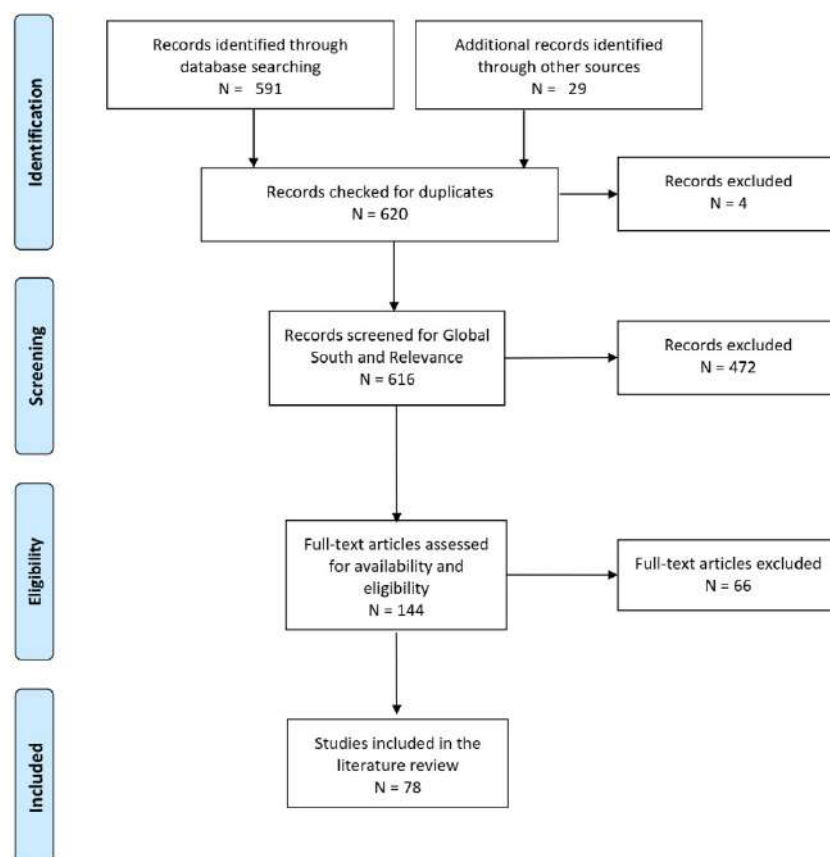 Identification
Records identified through
database searching
N = 591
Additional records identified
through other sources
N = 29
Records checked for duplicates
N = 620
Records excluded
N = 4
Screening
Records screened for Global
South and Relevance
N = 616
Records excluded
N = 472
Eligibility
Full-text articles assessed
for availability and
eligibility
N = 144
Full-text articles excluded
N = 66
Included
Studies included in the
literature review
N = 78